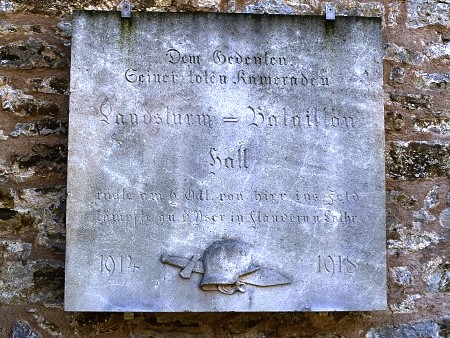 Dem Gedenken
Seiner toten Kameraden
Landsturm = Bataillon
Hall
rückte am 6. Okt. von hier ins Feld
kämpfte an d. Yser in Flandern u. Lothr.
1914 1918